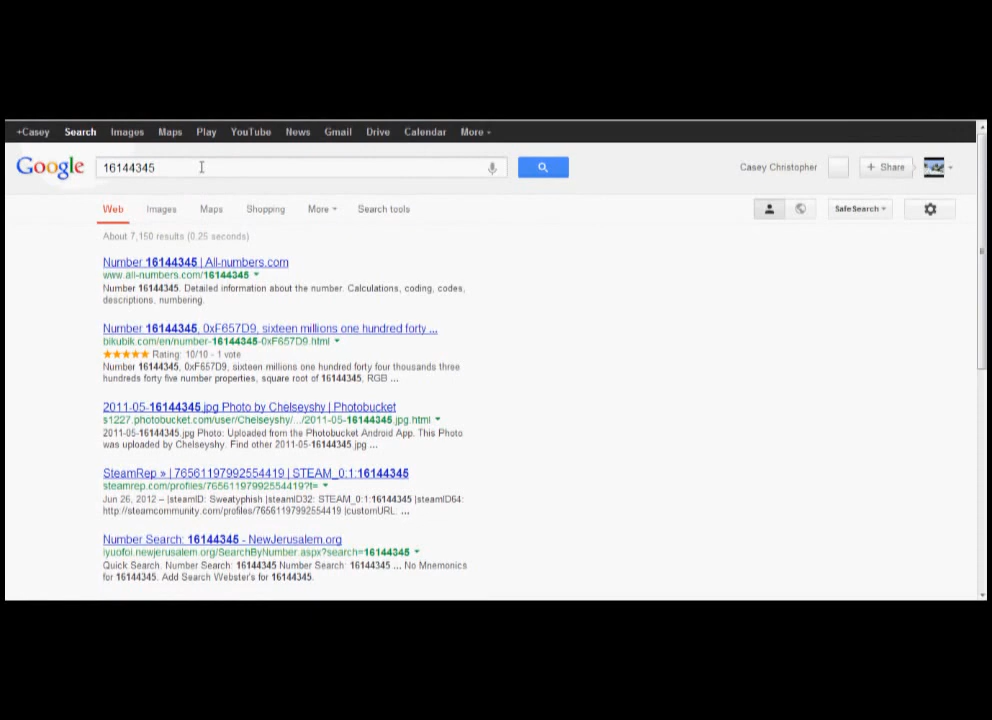 +Casey Search Images Maps Play YouTube News Gmail Drive Calendar More
Google 16144345 Casey Christopher + Share
Web Images Maps Shopping More Search tools SafeSearch
About 7,150 results (0.25 seconds)
Number 16144345 | All-numbers.com
www.all-numbers.com/16144345
Number 16144345. Detailed information about the number. Calculations, coding, codes,
descriptions, numbering.
Number 16144345, 0xF657D9, sixteen millions one hundred forty ...
bikubik.com/en/number-16144345-0xF657D9.html
Rating: 10/10 - 1 vote
Number 16144345, 0xF657D9, sixteen millions one hundred forty four thousands three
hundreds forty five number properties, square root of 16144345, RGB ...
2011-05-16144345.jpg Photo by Chelseyshy | Photobucket
s1227.photobucket.com/user/Chelseyshy/.../2011-05-16144345.jpg.html
2011-05-16144345.jpg Photo: Uploaded from the Photobucket Android App. This Photo
was uploaded by Chelseyshy. Find other 2011-05-16144345.jpg ...
SteamRep » | 76561197992554419 | STEAM_0:1:16144345
steamrep.com/profiles/76561197992554419?l=
Jun 26, 2012 – |steamID: Sweatyphish |steamID32: STEAM_0:1:16144345 |steamID64:
http://steamcommunity.com/profiles/76561197992554419 |customURL: ...
Number Search: 16144345 - NewJerusalem.org
iyuofoi.newjerusalem.org/SearchByNumber.aspx?search=16144345
Quick Search. Number Search: 16144345 Number Search: 16144345 ... No Mnemonics
for 16144345. Add Search Webster's for 16144345.